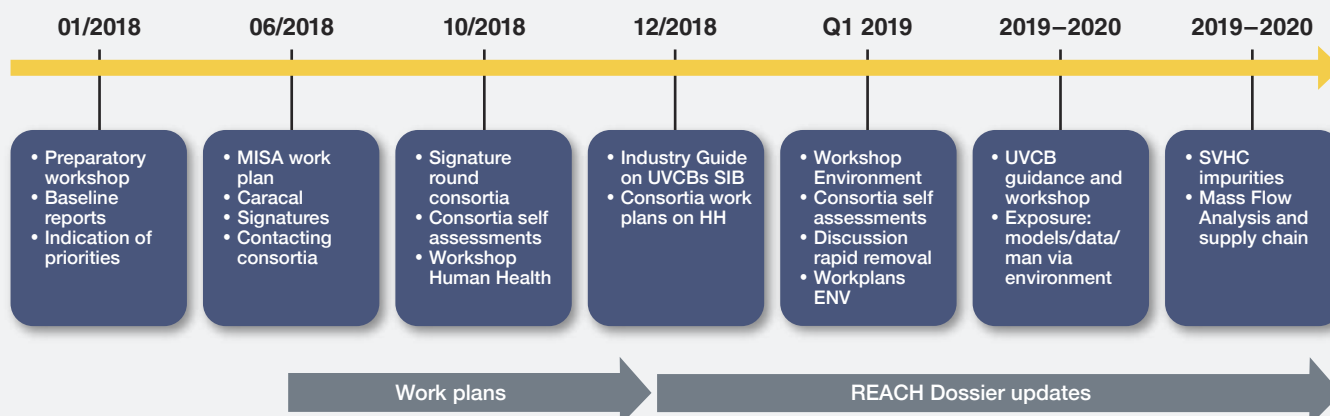 01/2018
06/2018
10/2018
12/2018
Q1 2019
2019–2020
2019–2020
• Preparatory
workshop
• Baseline
reports
• Indication of
priorities
• MISA work
plan
• Caracal
• Signatures
• Contacting
consortia
• Signature
round
consortia
• Consortia self
assessments
• Workshop
Human Health
• Industry Guide
on UVCBs SIB
• Consortia work
plans on HH
• Workshop
Environment
• Consortia self
assessments
• Discussion
rapid removal
• Workplans
ENV
• UVCB
guidance and
workshop
• Exposure:
models/data/
man via
environment
• SVHC
impurities
• Mass Flow
Analysis and
supply chain
Work plans
REACH Dossier updates